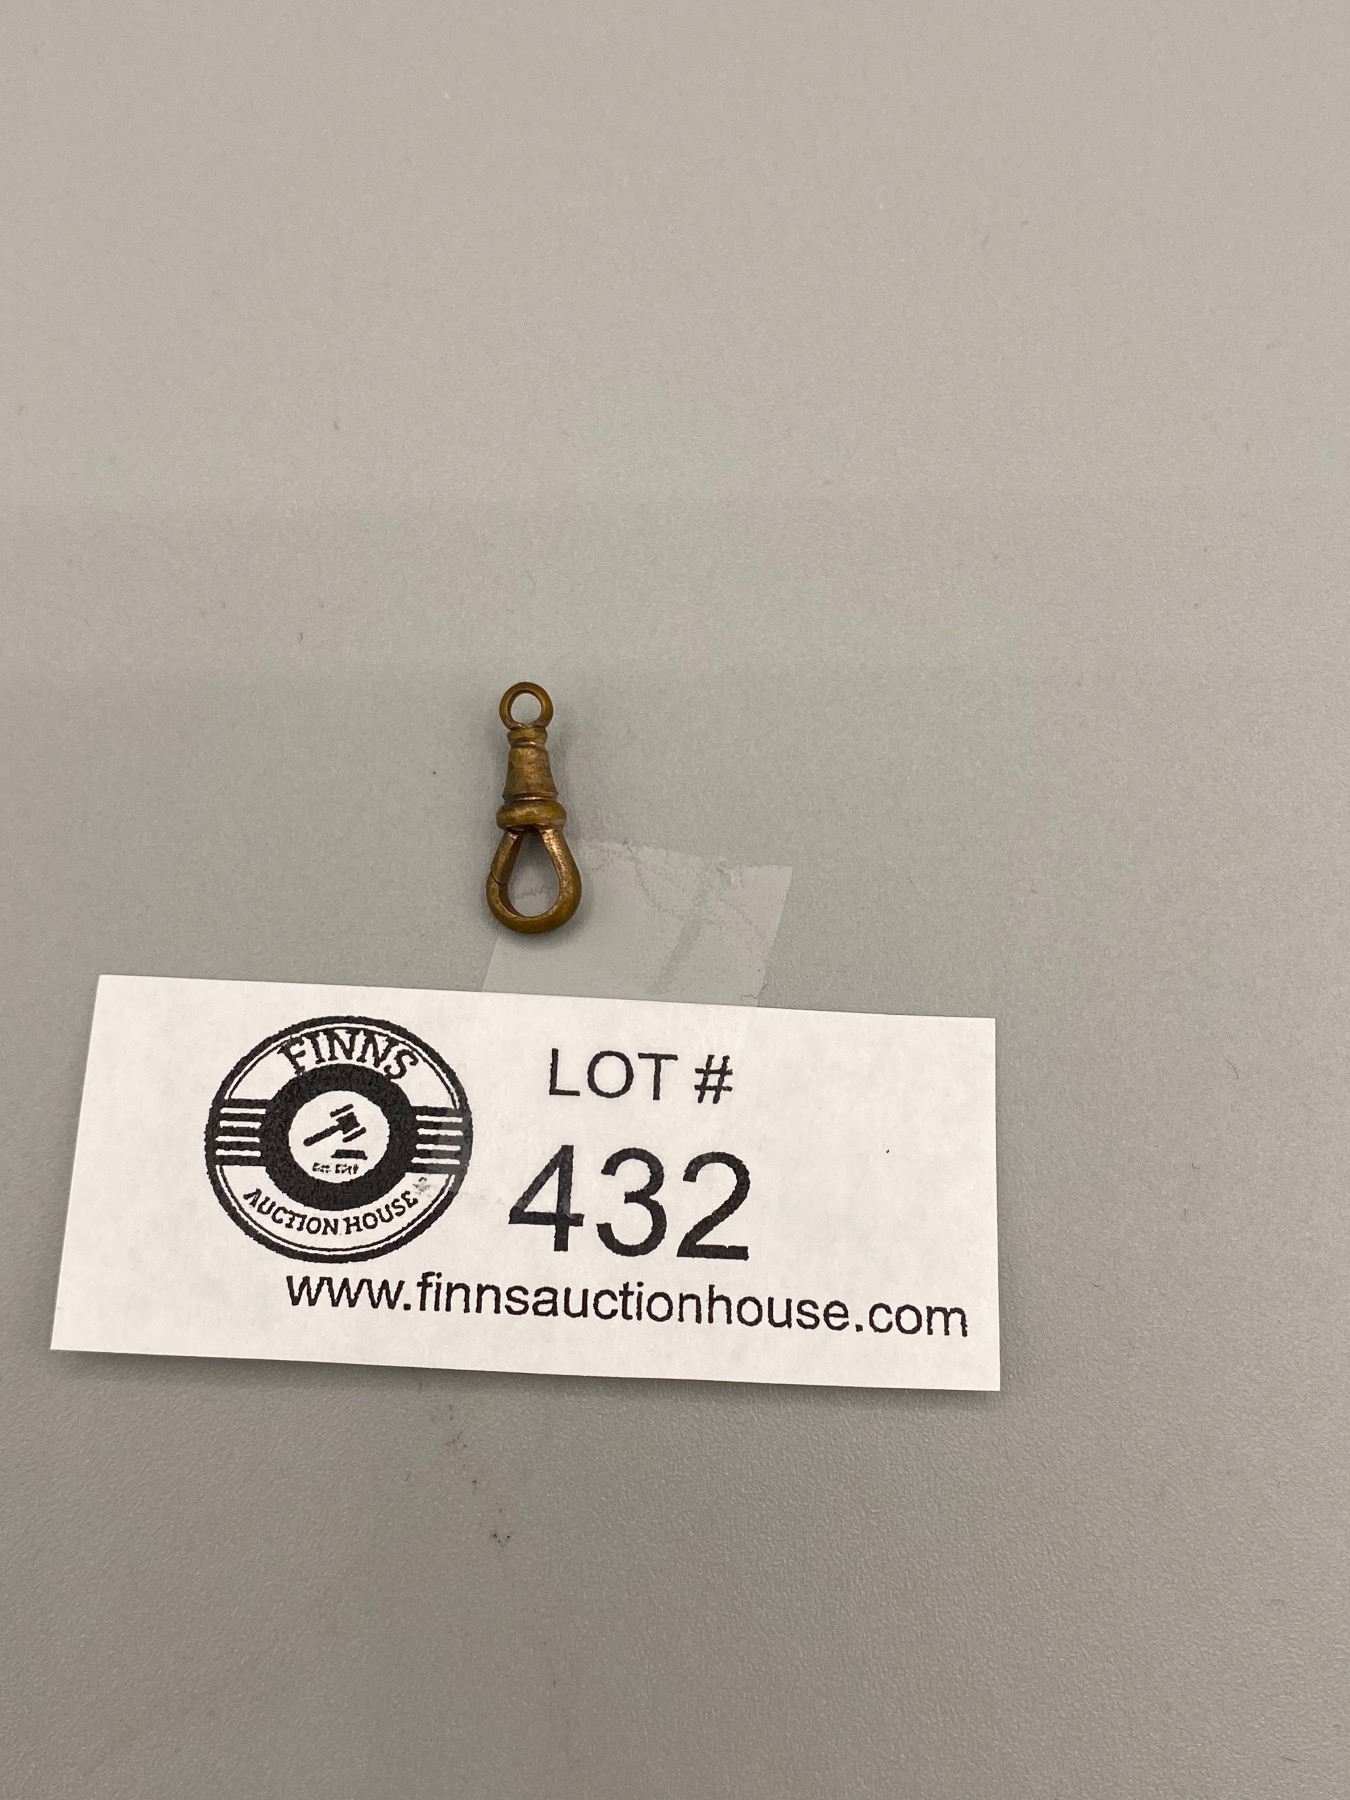 FINNS
AUCTION HOUSE
LOT #
432
www.finnsauctionhouse.com